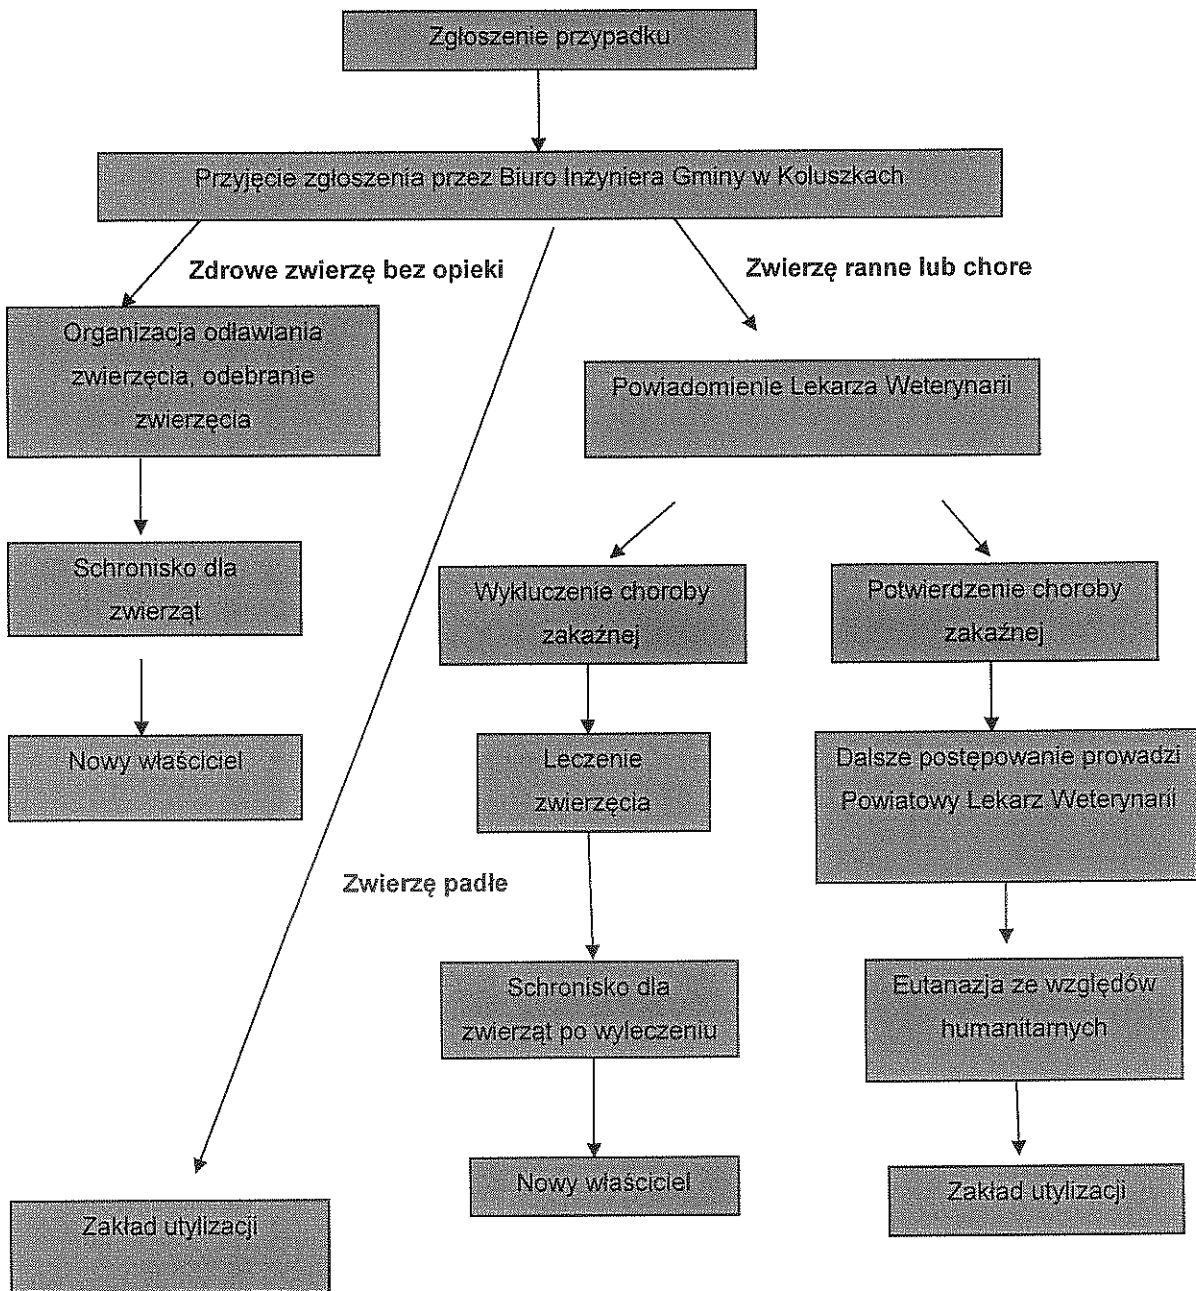 Zgłoszenie przypadku
Przyjęcie zgłoszenia przez Biuro Inżyniera Gminy w Koluszkach
Zdrowe zwierzę bez opieki
Zwierzę ranne lub chore
Organizacja odławiania
zwierzęcia, odebranie
zwierzęcia
Powiadomienie Lekarza Weterynarii
Schronisko dla
zwierząt
Wykluczenie choroby
zakaźnej
Potwierdzenie choroby
zakaźnej
Nowy właściciel
Leczenie
zwierzęcia
Dalsze postępowanie prowadzi
Powiatowy Lekarz Weterynarii
Zwierzę padłe
Schronisko dla
zwierząt po wyleczeniu
Eutanazja ze względów
humanitarnych
Nowy właściciel
Zakład utylizacji
Zakład utylizacji